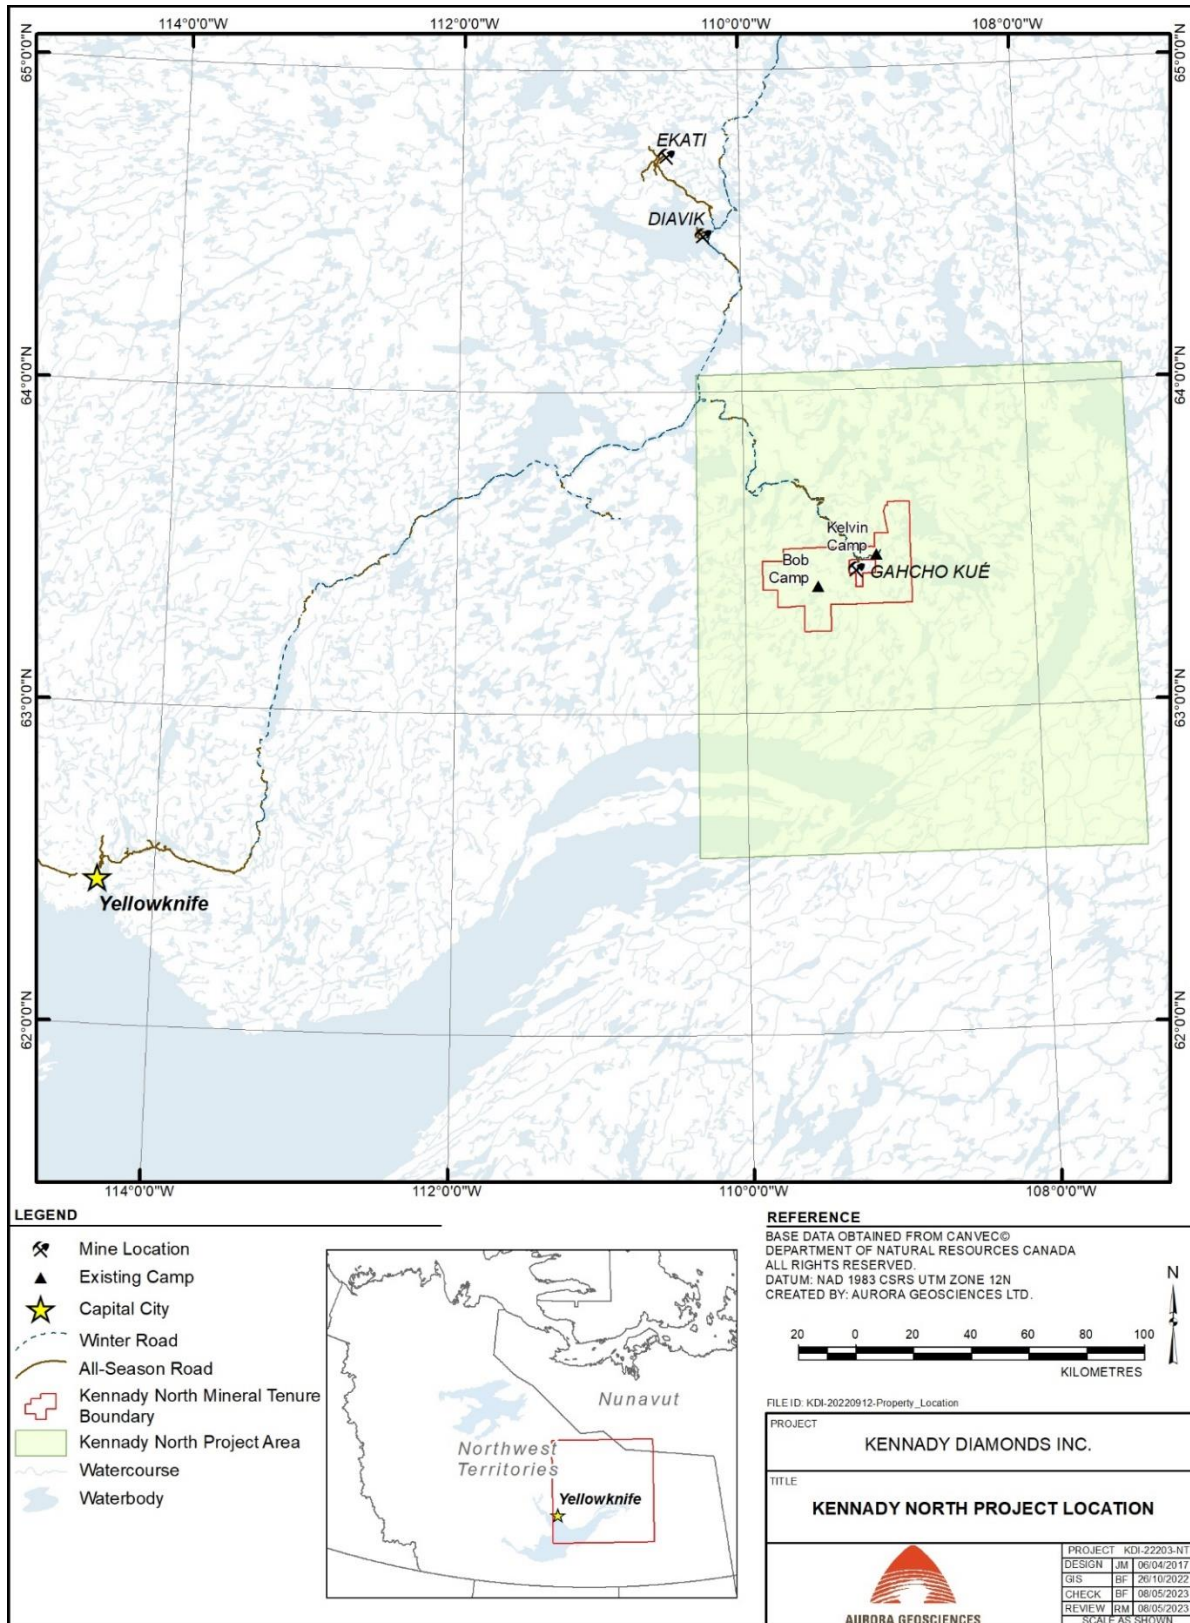 114°0'0"W 112°0'0"W 110°0'0"W 108°0'0"W
65°0'0"N 65°0'0"N
EKATI
DIAVIK
64°0'0"N 64°0'0"N
Kelvin
Camp
Bob
Camp
GAHCHO KUÉ
63°0'0"N 63°0'0"N
Yellowknife
62°0'0"N 62°0'0"N
114°0'0"W 112°0'0"W 110°0'0"W 108°0'0"W
LEGEND
Mine Location
Existing Camp
Capital City
Winter Road
All-Season Road
Kennady North Mineral Tenure
Boundary
Kennady North Project Area
Watercourse
Waterbody
Nunavut
Northwest
Territories
Yellowknife
REFERENCE
BASE DATA OBTAINED FROM CANVEC©
DEPARTMENT OF NATURAL RESOURCES CANADA
ALL RIGHTS RESERVED.
DATUM: NAD 1983 CSRS UTM ZONE 12N
CREATED BY: AURORA GEOSCIENCES LTD.
N
20 0 20 40 60 80 100
KILOMETRES
FILE ID: KDI-20220912-Property_Location
PROJECT
KENNADY DIAMONDS INC.
TITLE
KENNADY NORTH PROJECT LOCATION
AURORA GEOSCIENCES
PROJECT KDI-22203-NT
DESIGN JM 06/04/2017
GIS BF 26/10/2022
CHECK BF 08/05/2023
REVIEW RM 08/05/2023
SCALE AS SHOWN